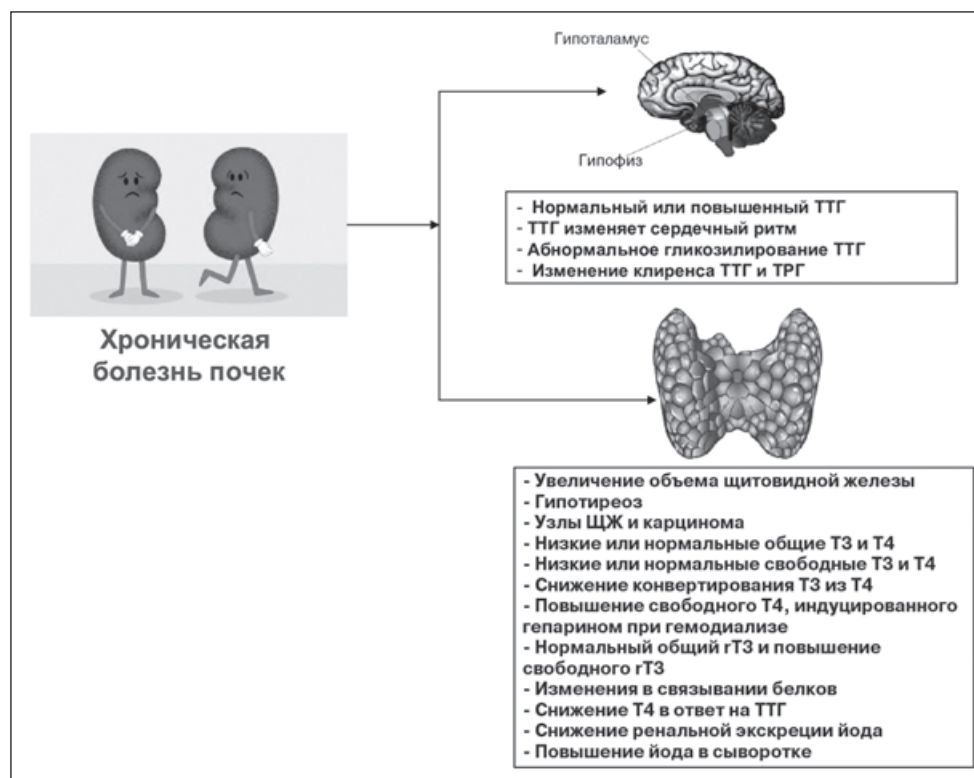 Гипоталамус
Гипофиз
Хроническая
болезнь почек
- Нормальный или повышенный ТТГ
- ТТГ изменяет сердечный ритм
- Абнормальное гликозилирование ТТГ
- Изменение клиренса ТТГ и ТРГ
- Увеличение объема щитовидной железы
- Гипотиреоз
- Узлы ЩЖ и карцинома
- Низкие или нормальные общие Т3 и Т4
- Низкие или нормальные свободные Т3 и Т4
- Снижение конвертирования Т3 из Т4
- Повышение свободного Т4, индуцированного
гепарином при гемодиализе
- Нормальный общий rТ3 и повышение
свободного rТ3
- Изменения в связывании белков
- Снижение Т4 в ответ на ТТГ
- Снижение ренальной экскреции йода
- Повышение йода в сыворотке